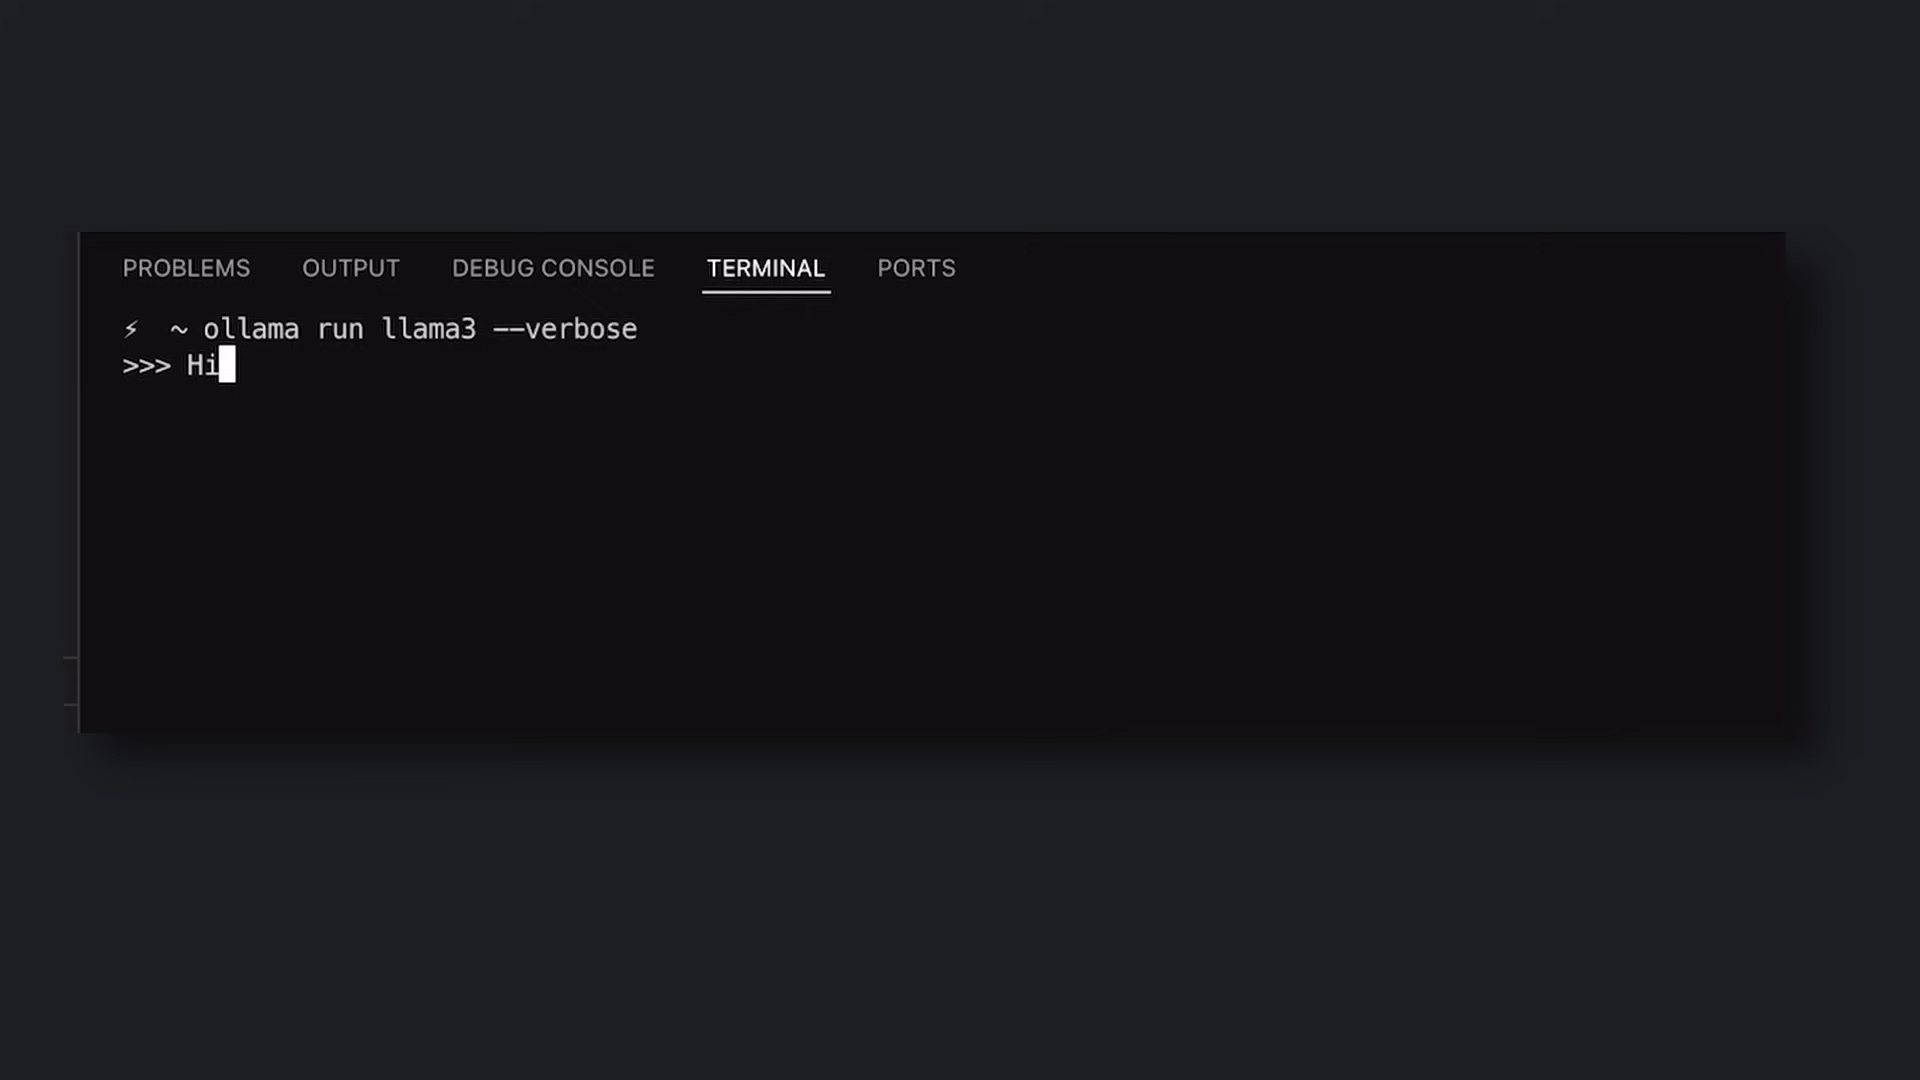 PROBLEMS OUTPUT DEBUG CONSOLE TERMINAL PORTS
⚡ ~ ollama run llama3 --verbose
>>> Hi